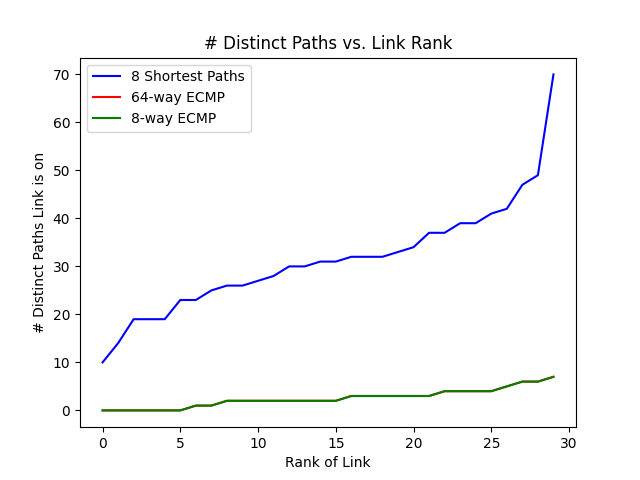 # Distinct Paths vs. Link Rank
8 Shortest Paths
64-way ECMP
8-way ECMP
# Distinct Paths Link is on
70
60
50
40
30
20
10
0
0 5 10 15 20 25 30
Rank of Link